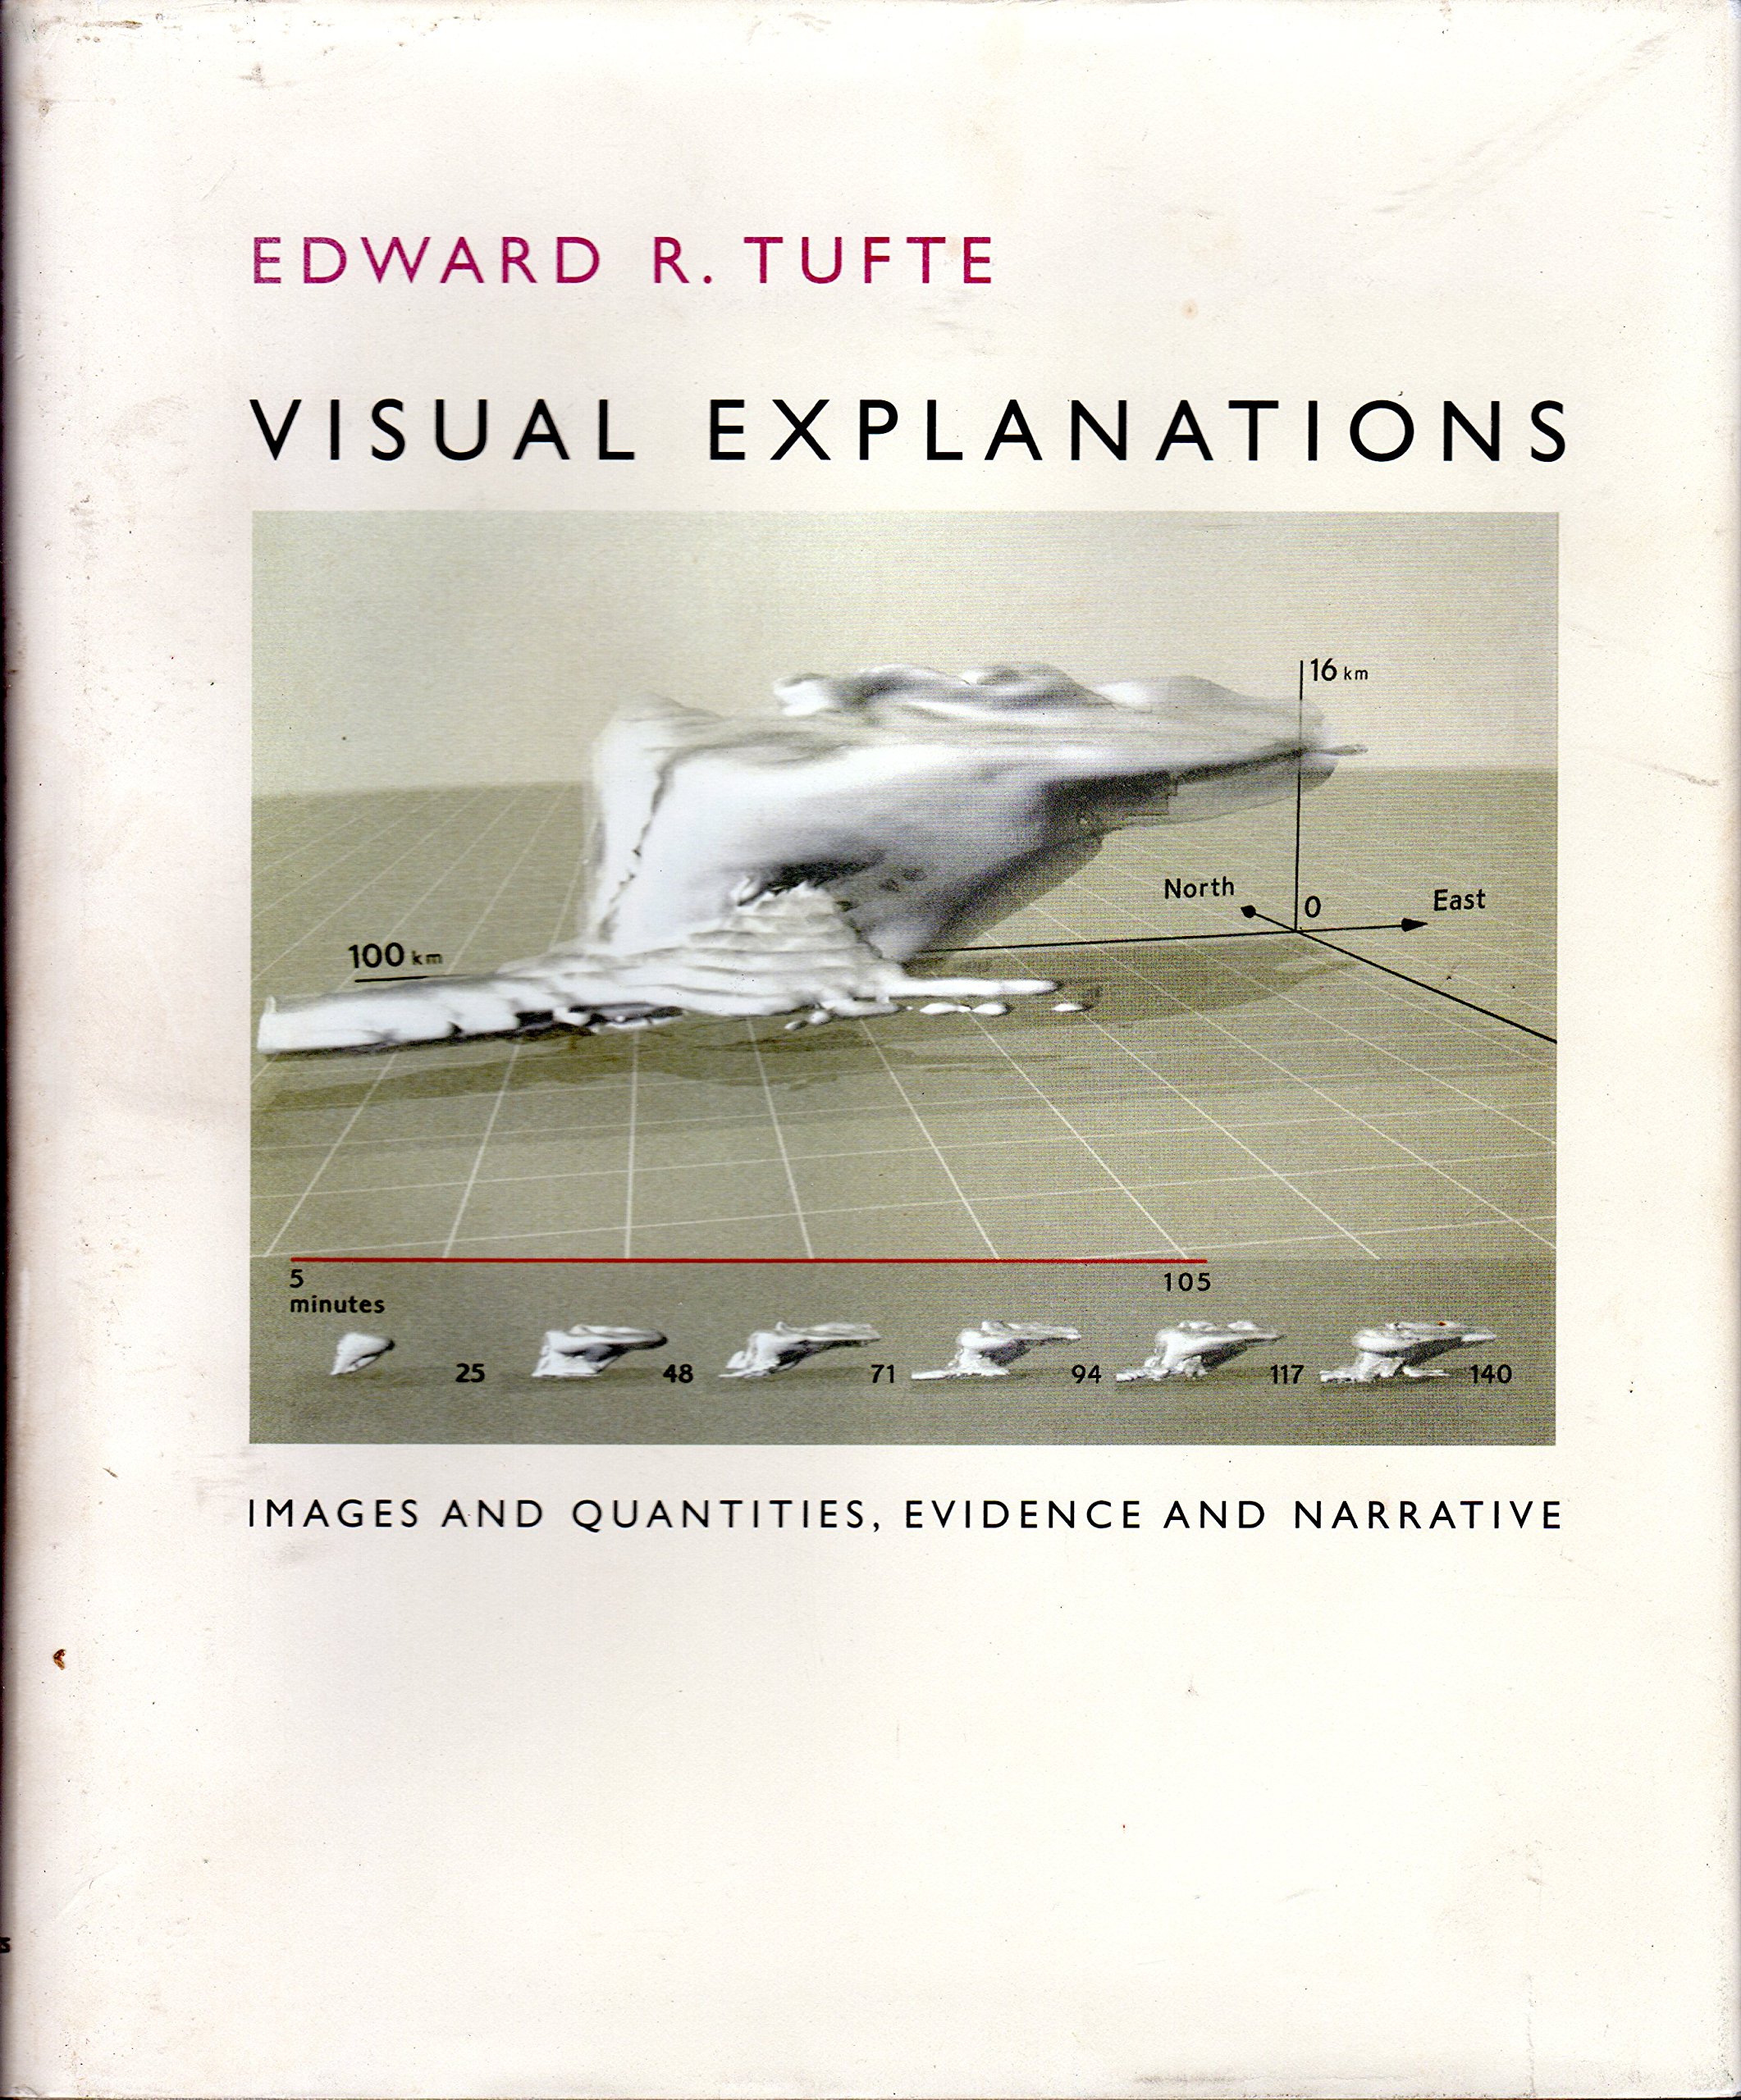 EDWARD R. TUFTE
VISUAL EXPLANATIONS
16 km
North
0
East
100 km
5
105
minutes
25
48
71
94
117
140
IMAGES AND QUANTITIES, EVIDENCE AND NARRATIVE